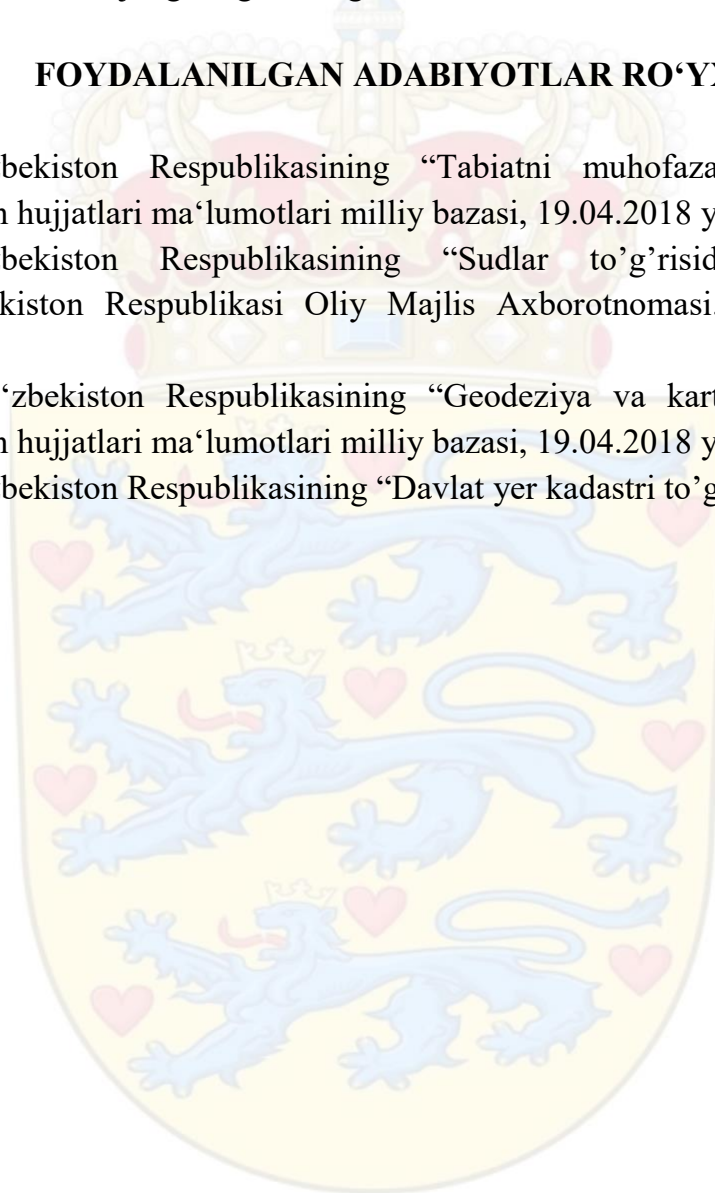 FOYDALANILGAN ADABIYOTLAR RO‘Y
bekiston Respublikasining “Tabiatni muhofaza
hujjatlari ma‘lumotlari milliy bazasi, 19.04.2018 y
bekiston Respublikasining “Sudlar to’g’risid
kiston Respublikasi Oliy Majlis Axborotnomasi.
‘zbekiston Respublikasining “Geodeziya va kart
hujjatlari ma‘lumotlari milliy bazasi, 19.04.2018 y
bekiston Respublikasining “Davlat yer kadastri to’g